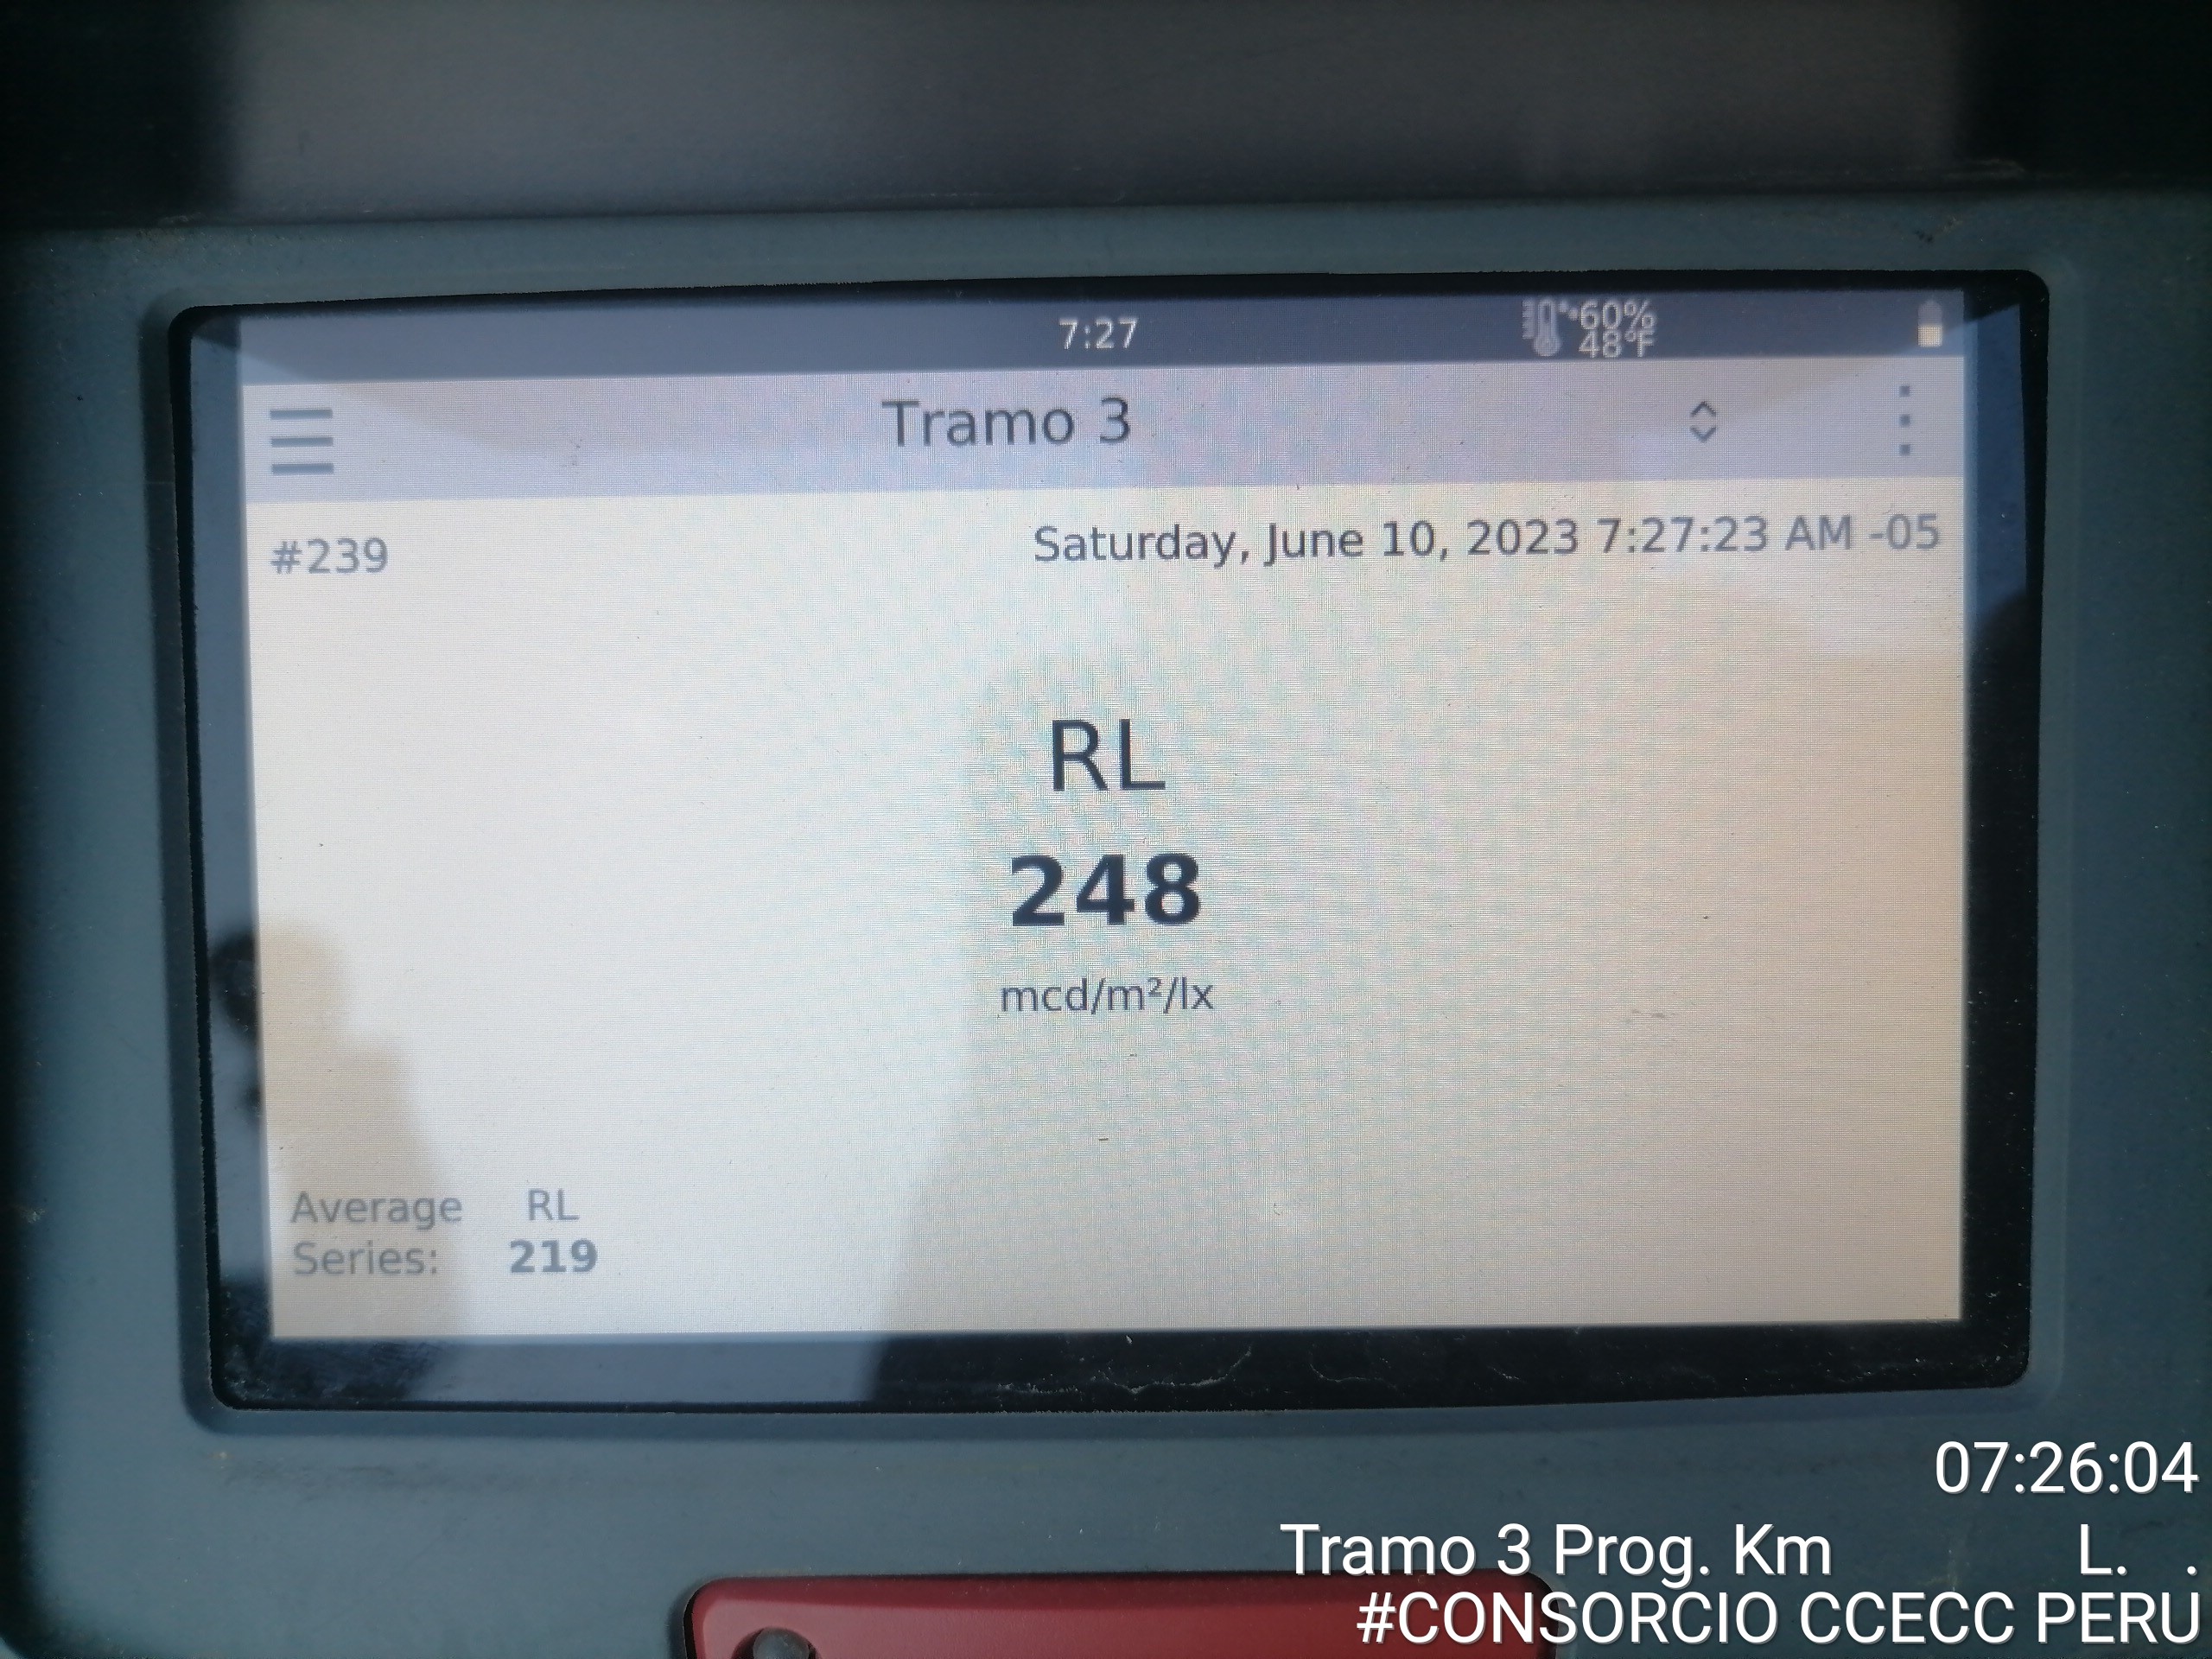 7:27
60%
48°F
Tramo 3
#239
Saturday, June 10, 2023 7:27:23 AM -05
RL
248
mcd/m²/lx
Average RL
Series: 219
07:26:04
Tramo 3 Prog. Km L. .
#CONSORCIO CCECC PERU